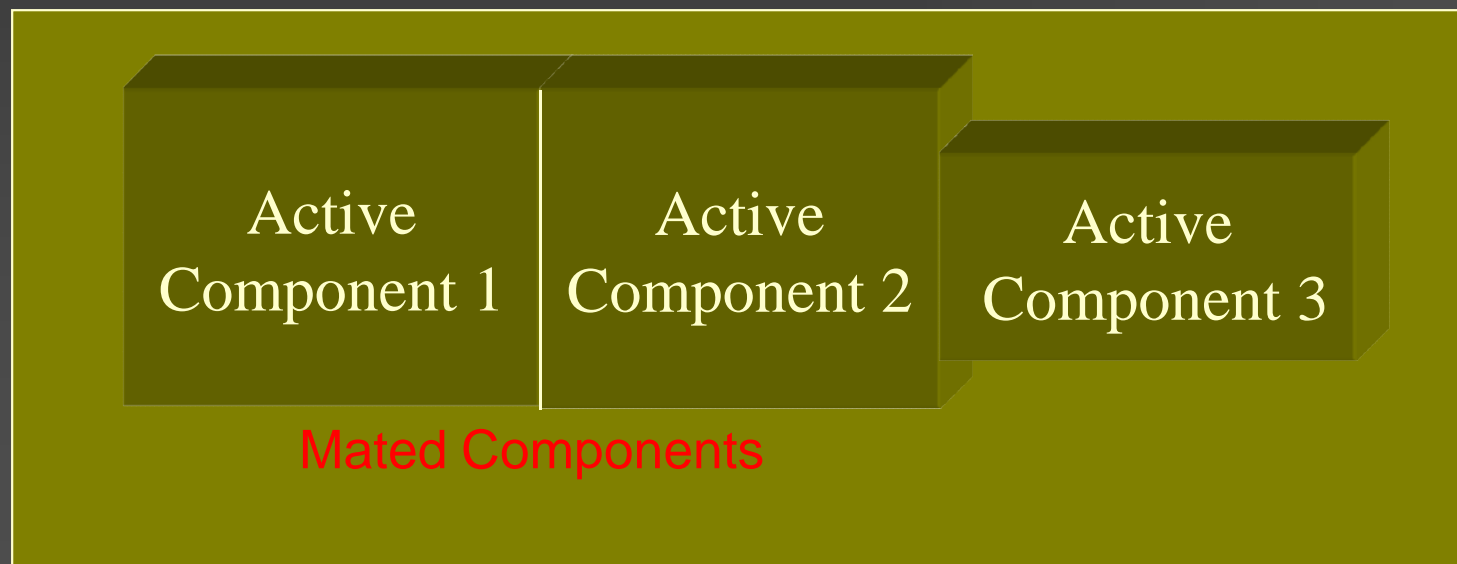 Active
Component 1
Active
Component 2
Active
Component 3
Mated Components